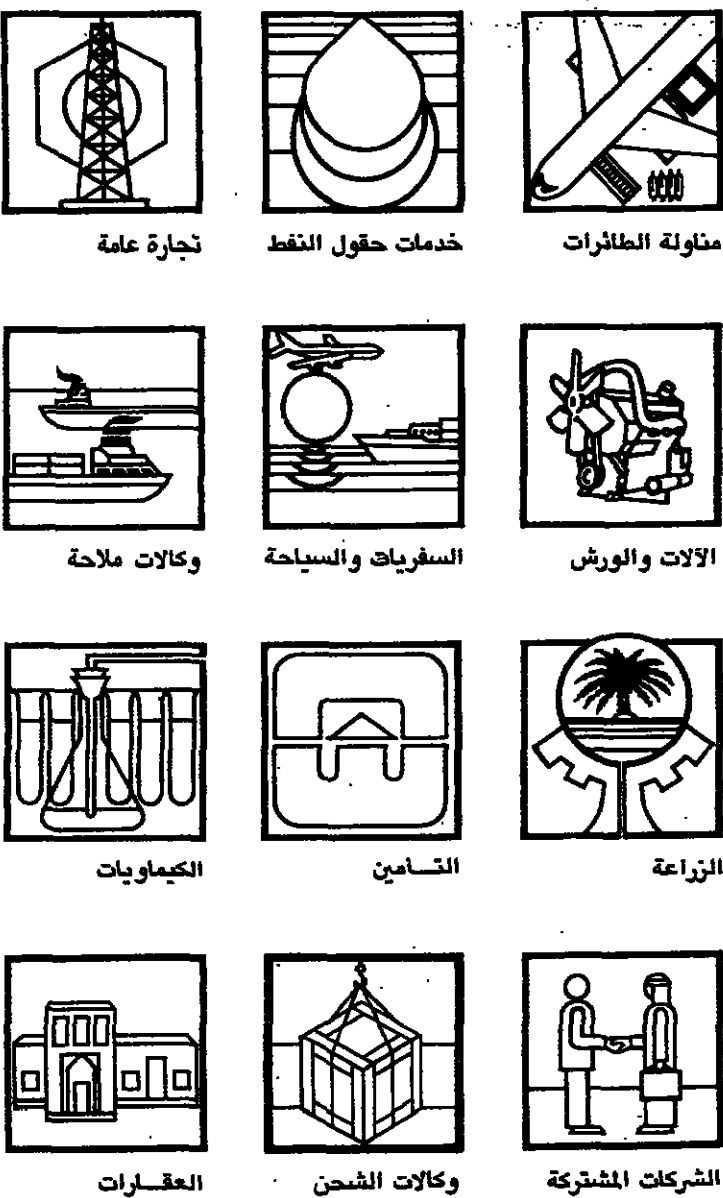 مناولة الطائرات
خدمات حقول النفط
تجارة عامة
الآلات والورش
السفريات والسياحة
وكالات ملاحة
الزراعة
التـأمين
الكيماويات
الشركات المشتركة
وكالات الشحن
العقـارات